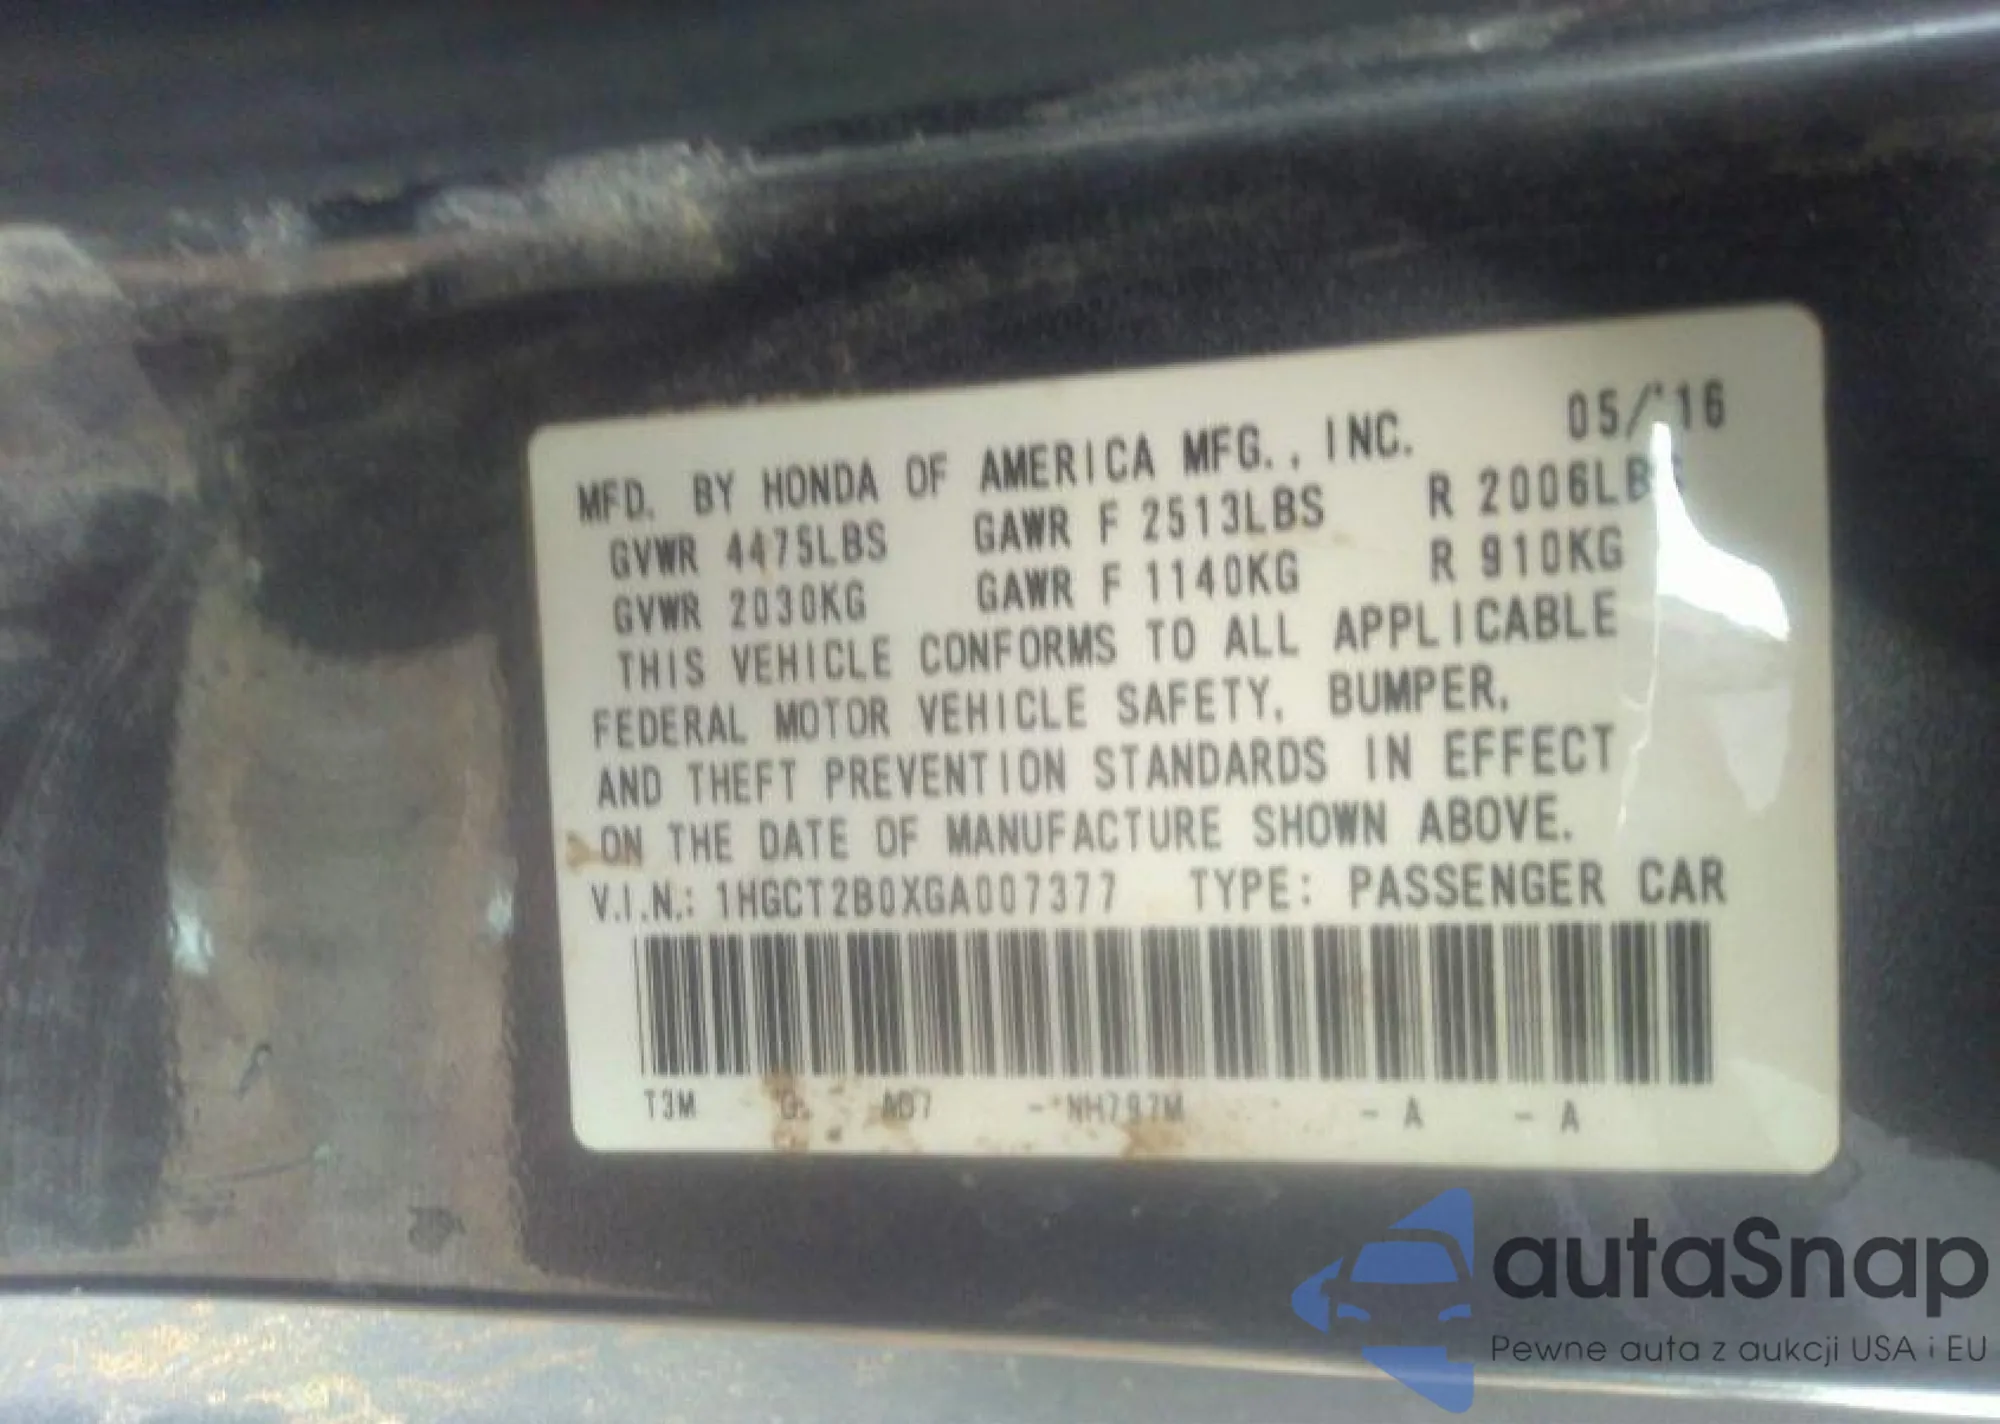 MFD. BY HONDA OF AMERICA MFG., INC. 05/'16
GVWR 4475LBS GAWR F 2513LBS R 2006LBS
GVWR 2030KG GAWR F 1140KG R 910KG
THIS VEHICLE CONFORMS TO ALL APPLICABLE
FEDERAL MOTOR VEHICLE SAFETY, BUMPER,
AND THEFT PREVENTION STANDARDS IN EFFECT
ON THE DATE OF MANUFACTURE SHOWN ABOVE.
V.I.N.: 1HGCT2B0XGA007377 TYPE: PASSENGER CAR
T3M A07 - NH797M - A - A
autaSnap
Pewne auta z aukcji USA i EU